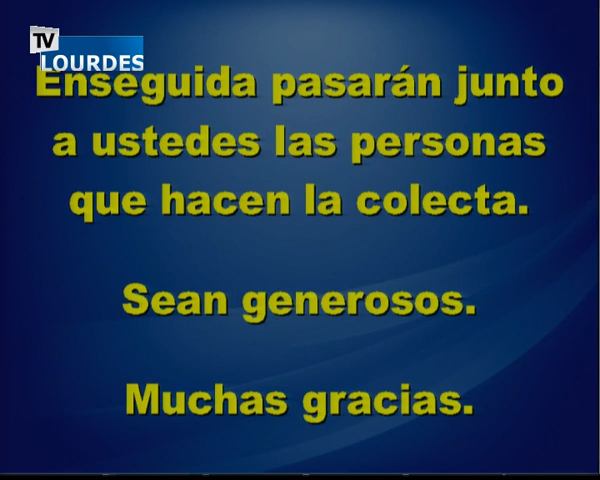 TV
LOURDES
Enseguida pasarán junto
a ustedes las personas
que hacen la colecta.
Sean generosos.
Muchas gracias.